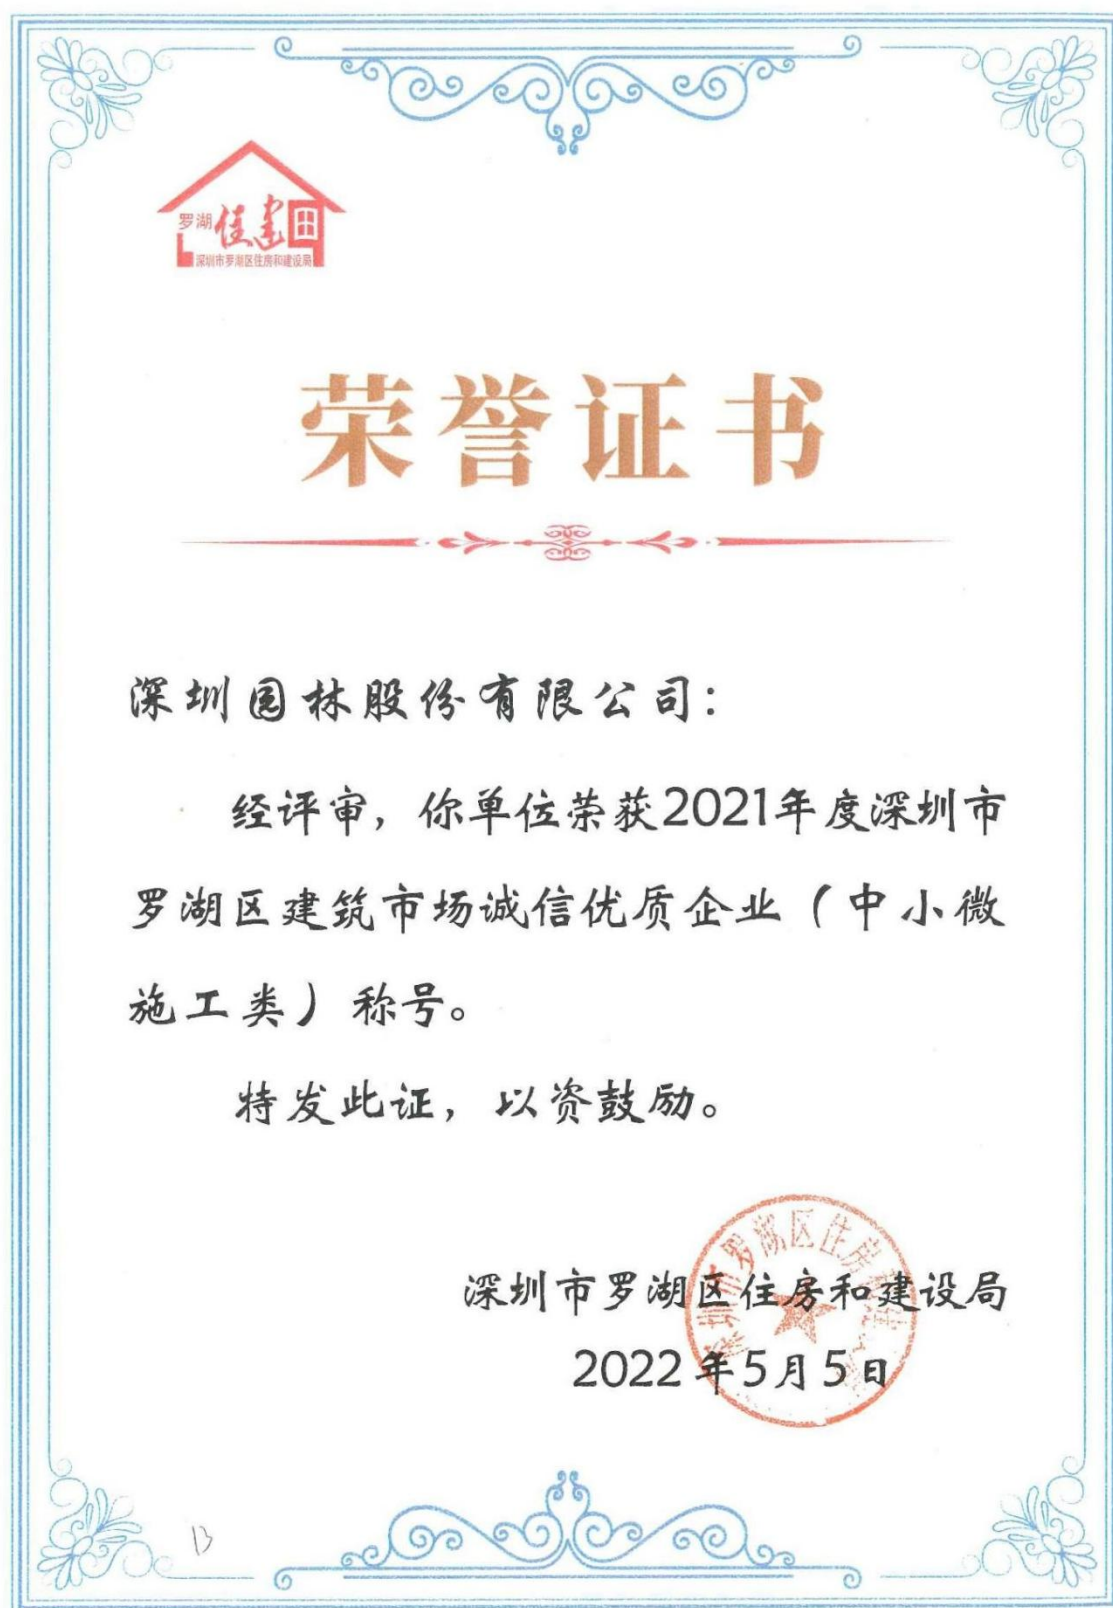 罗湖住建
深圳市罗湖区住房和建设局
荣誉证书
深圳园林股份有限公司：
经评审，你单位荣获2021年度深圳市
罗湖区建筑市场诚信优质企业（中小微
施工类）称号。
特发此证，以资鼓励。
深圳市罗湖区住房和建设局
2022年5月5日
13